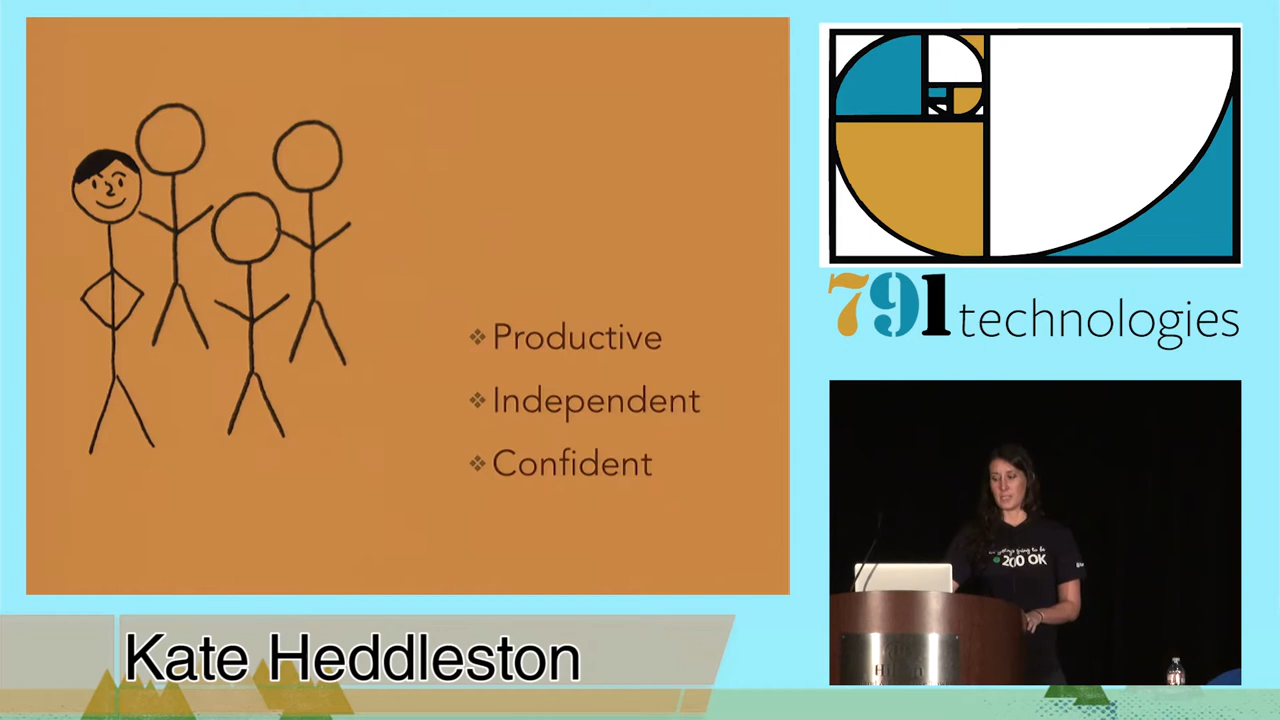 Productive
Independent
Confident
791 technologies
200 OK
Kate Heddleston